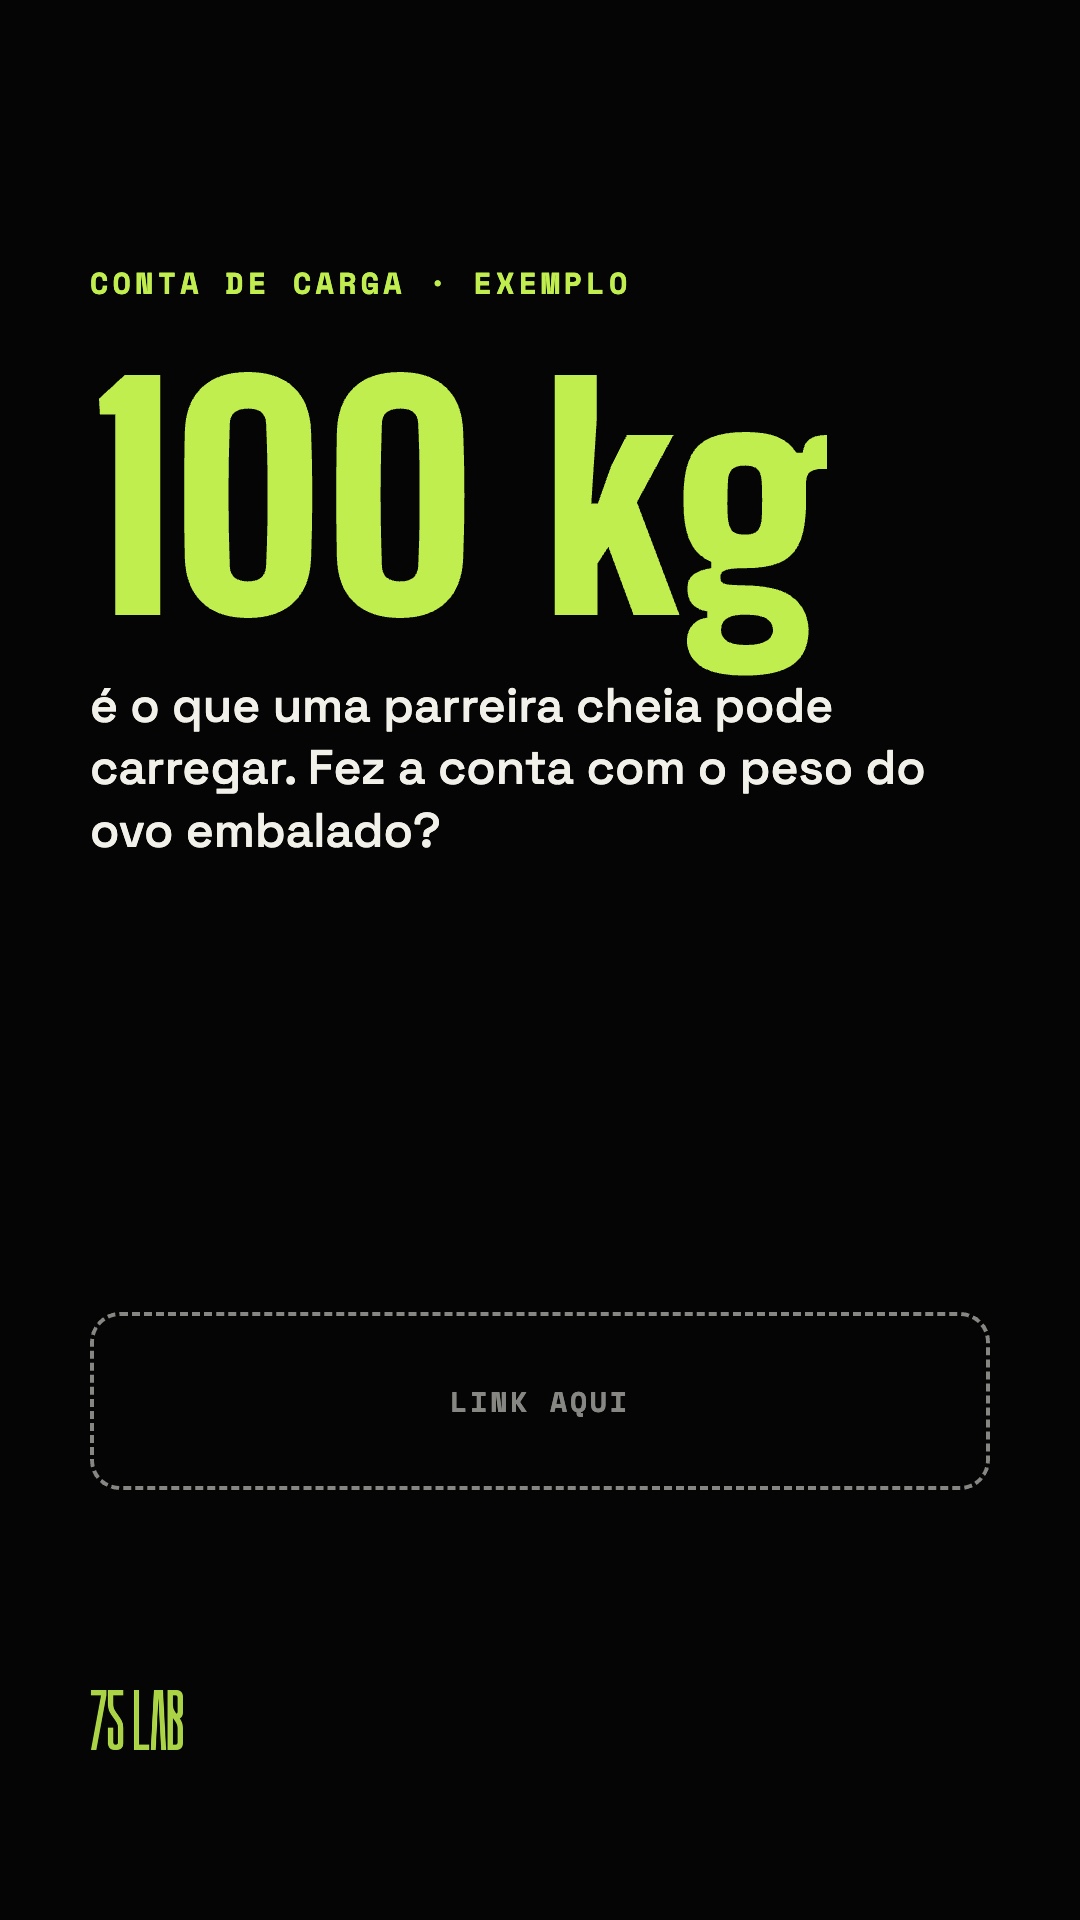 CONTA DE CARGA · EXEMPLO
100 kg
é o que uma parreira cheia pode
carregar. Fez a conta com o peso do
ovo embalado?
LINK AQUI
75 LAB